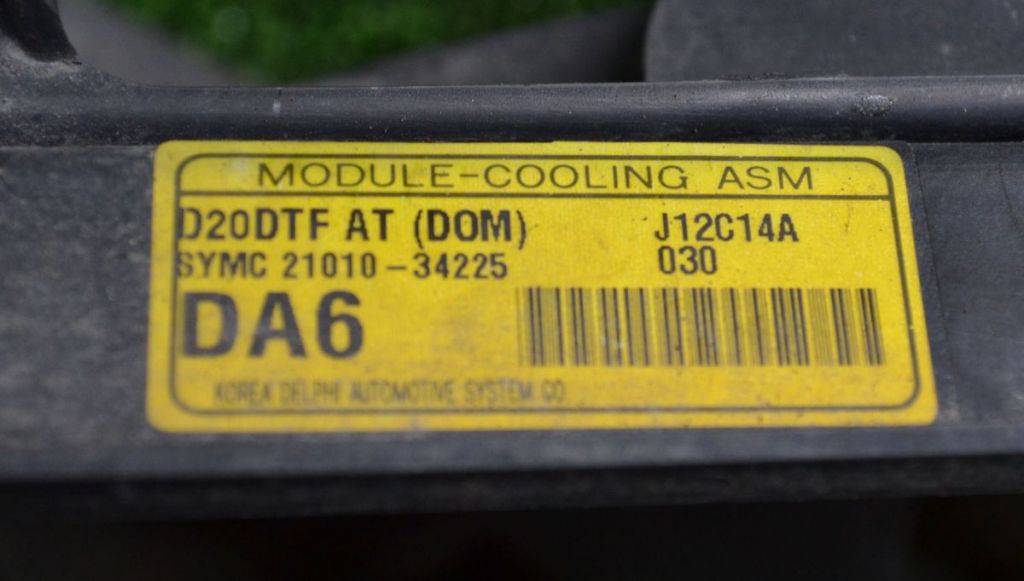 MODULE-COOLING ASM
D20DTF AT (DOM) J12C14A
SYMC 21010-34225 030
DA6
KOREA DELPHI AUTOMOTIVE SYSTEM CO